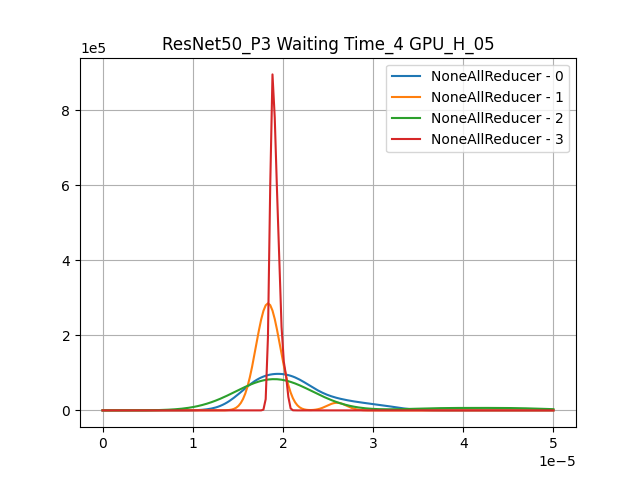 ResNet50_P3 Waiting Time_4 GPU_H_05
1e5
NoneAllReducer - 0
NoneAllReducer - 1
NoneAllReducer - 2
NoneAllReducer - 3
8
6
4
2
0
0 1 2 3 4 5
1e−5